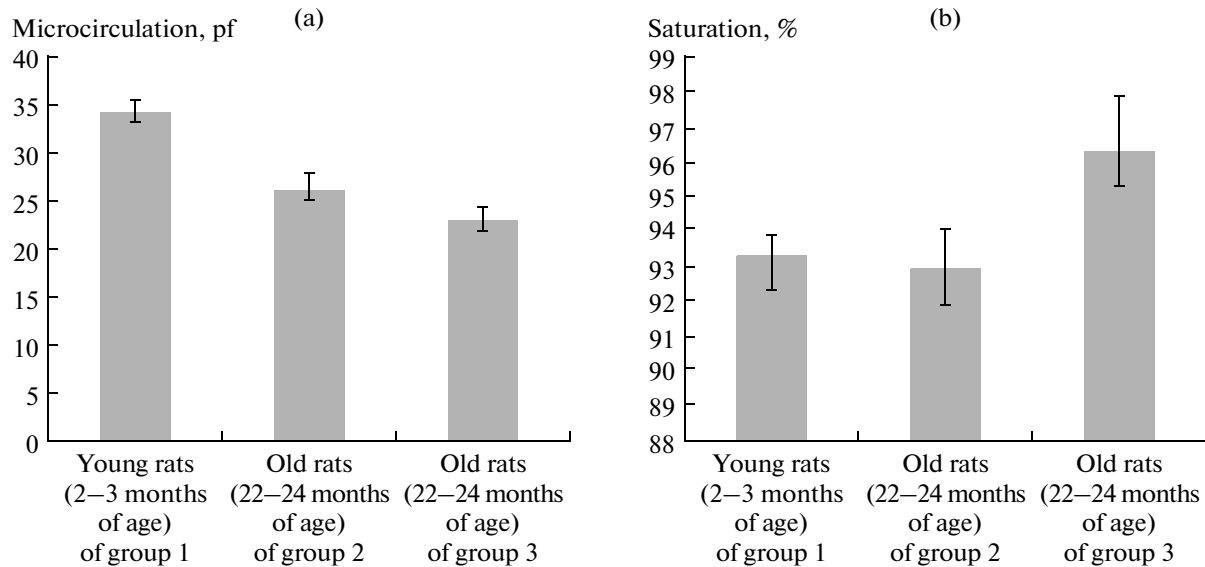 (a)
Microcirculation, pf
40
35
30
25
20
15
10
5
0
Young rats
(2–3 months
of age)
of group 1
Old rats
(22–24 months
of age)
of group 2
Old rats
(22–24 months
of age)
of group 3
(b)
Saturation, %
99
98
97
96
95
94
93
92
91
90
89
88
Young rats
(2–3 months
of age)
of group 1
Old rats
(22–24 months
of age)
of group 2
Old rats
(22–24 months
of age)
of group 3